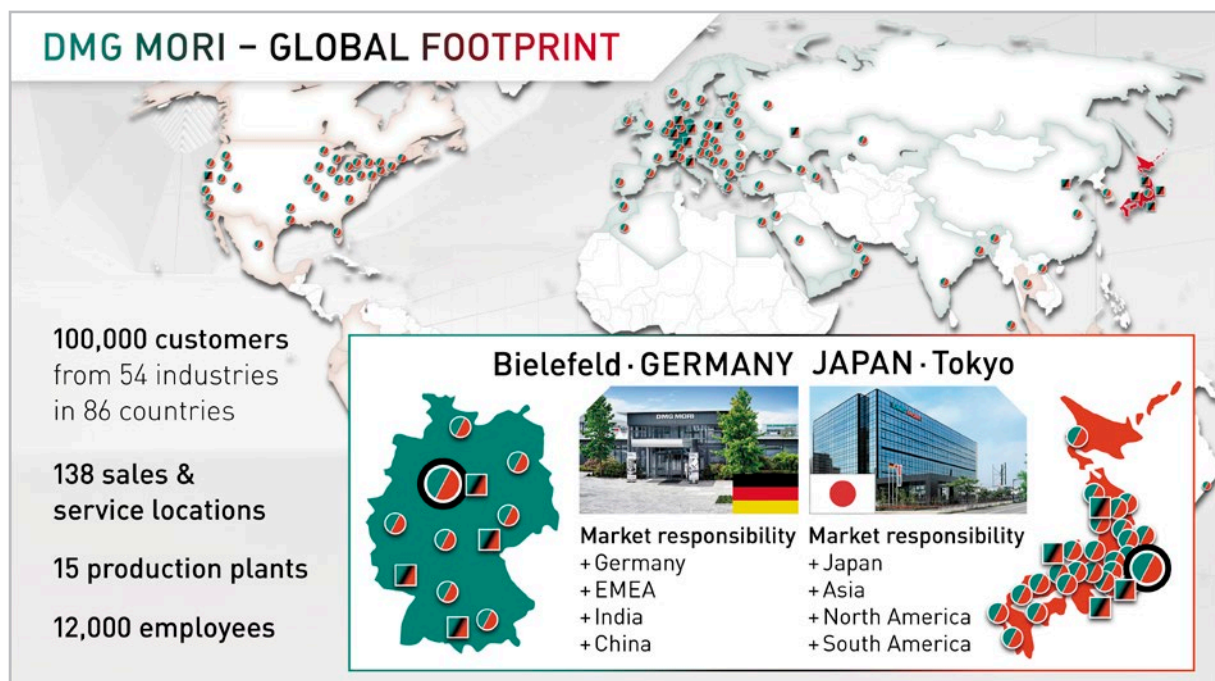 DMG MORI – GLOBAL FOOTPRINT
100,000 customers
from 54 industries
in 86 countries
138 sales &
service locations
15 production plants
12,000 employees
Bielefeld · GERMANY
DMG MORI
Market responsibility
+ Germany
+ EMEA
+ India
+ China
JAPAN · Tokyo
Market responsibility
+ Japan
+ Asia
+ North America
+ South America